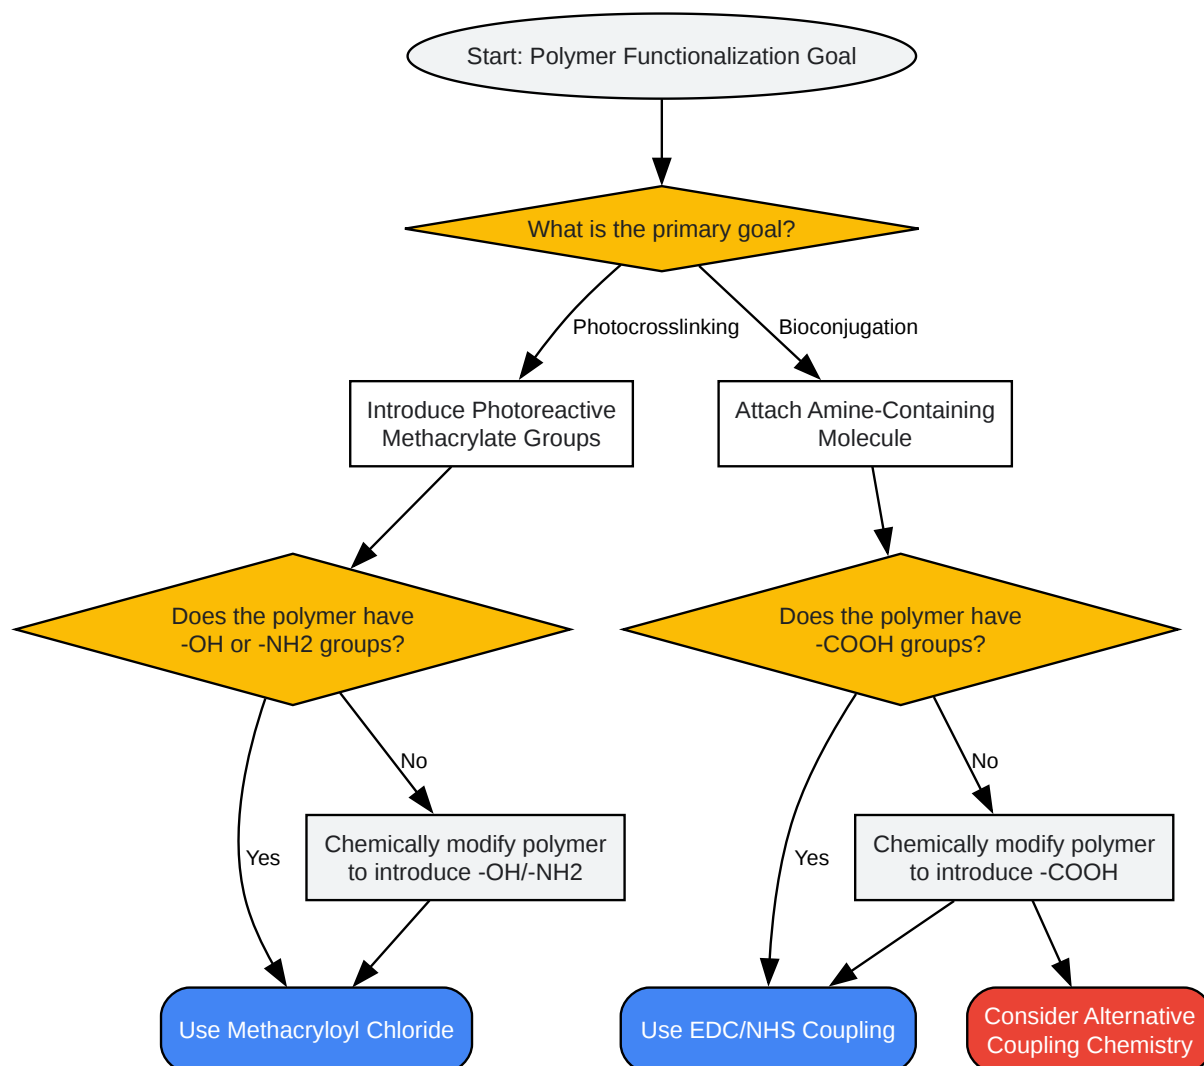 Start: Polymer Functionalization Goal
What is the primary goal?
Photocrosslinking
Bioconjugation
Introduce Photoreactive
Methacrylate Groups
Attach Amine-Containing
Molecule
Does the polymer have
-OH or -NH2 groups?
Does the polymer have
-COOH groups?
No
No
Yes
Chemically modify polymer
to introduce -OH/-NH2
Yes
Chemically modify polymer
to introduce -COOH
Use Methacryloyl Chloride
Use EDC/NHS Coupling
Consider Alternative
Coupling Chemistry